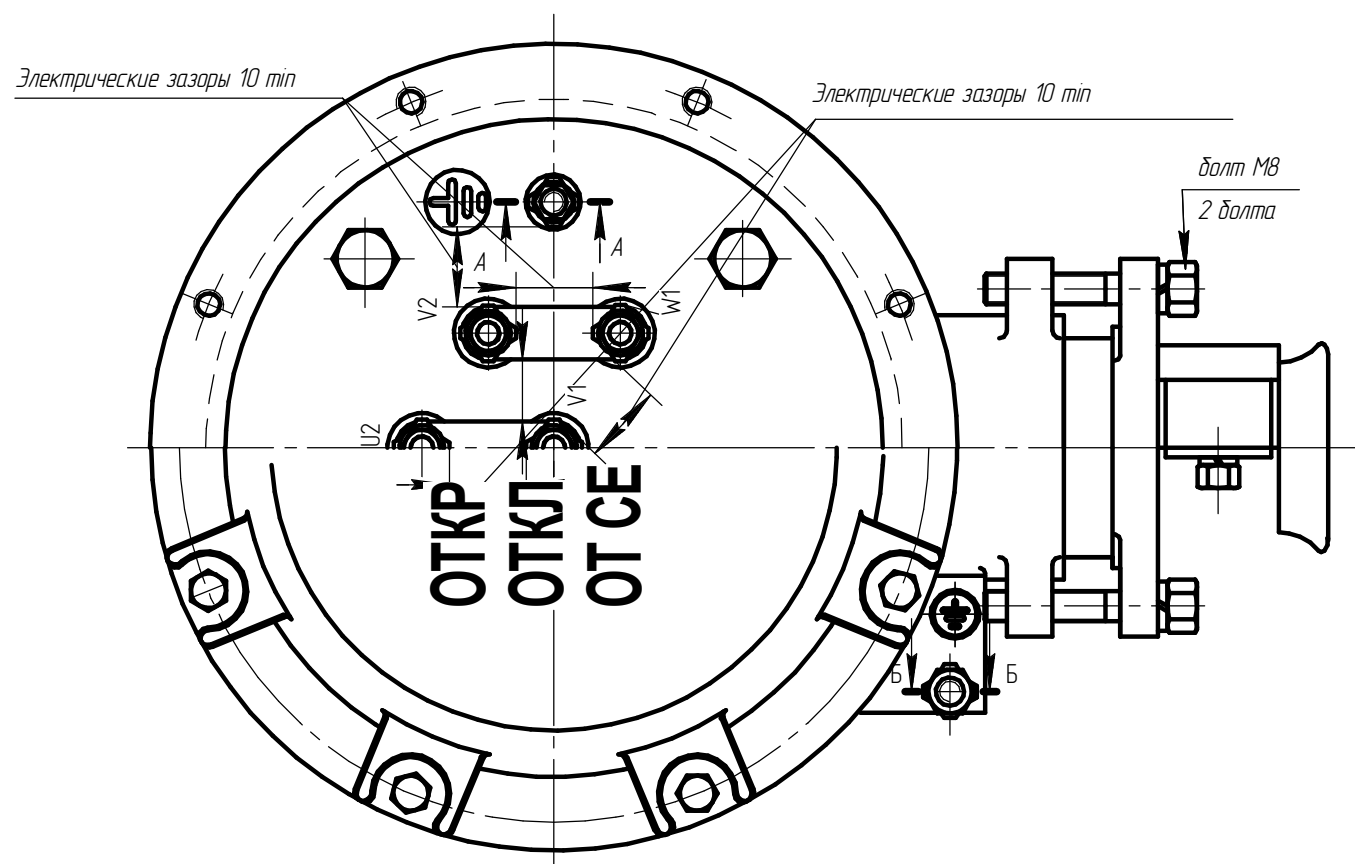 Электрические зазоры 10 min
Электрические зазоры 10 min
болт М8
2 болта
А
А
V2
W1
V1
U2
ОТКР
ОТКЛ
ОТ СЕ
Б
Б